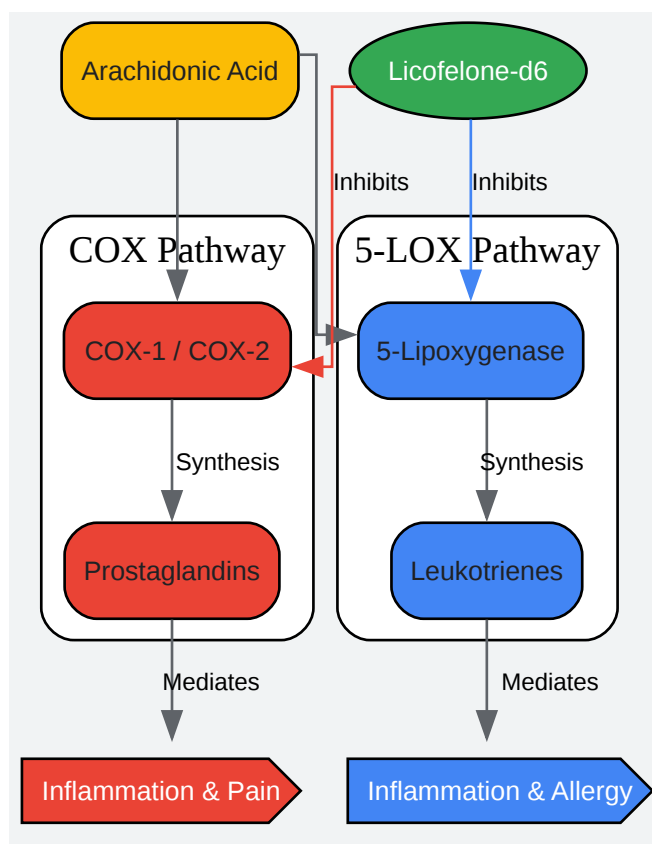 Arachidonic Acid
Licofelone-d6
Inhibits
Inhibits
COX Pathway
5-LOX Pathway
COX-1 / COX-2
5-Lipoxygenase
Synthesis
Synthesis
Prostaglandins
Leukotrienes
Mediates
Mediates
Inflammation & Pain
Inflammation & Allergy